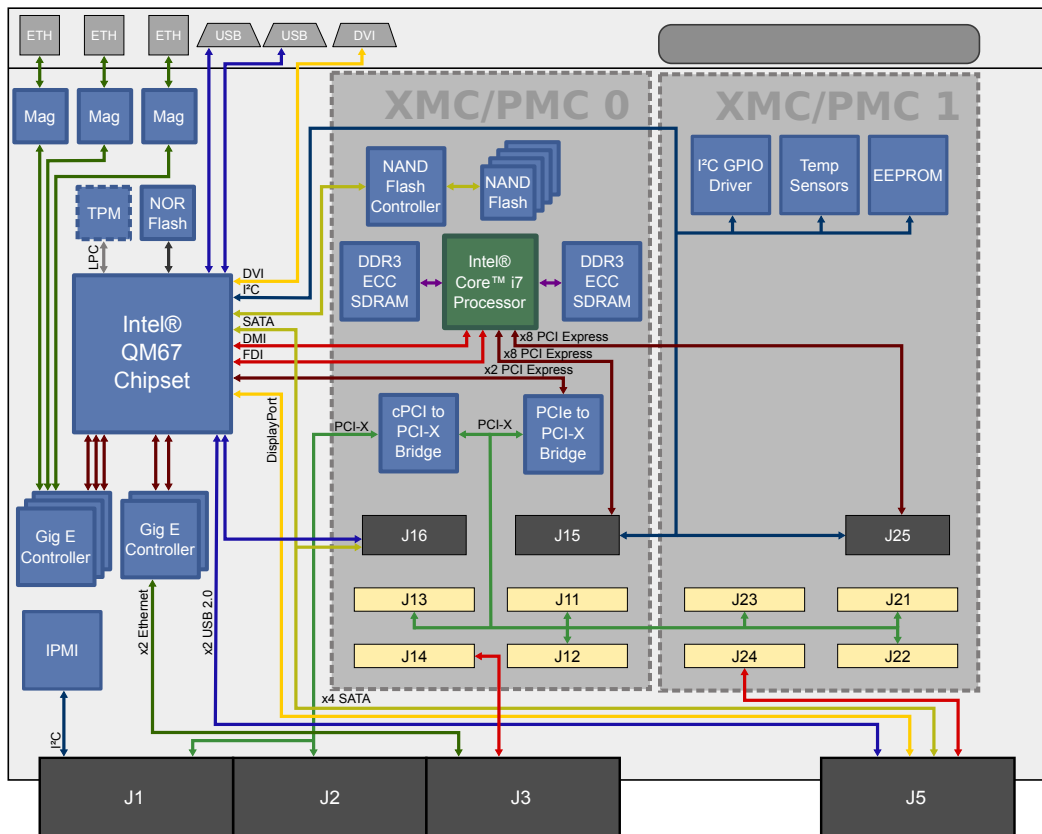 ETH
ETH
ETH
USB
USB
DVI
XMC/PMC 0
XMC/PMC 1
Mag
Mag
Mag
NAND
Flash
Controller
NAND
Flash
I²C GPIO
Driver
Temp
Sensors
EEPROM
TPM
NOR
Flash
LPC
DDR3
ECC
SDRAM
Intel®
Core™ i7
Processor
DDR3
ECC
SDRAM
Intel®
QM67
Chipset
DVI
I²C
SATA
DMI
FDI
x8 PCI Express
x8 PCI Express
x2 PCI Express
DisplayPort
PCI-X
cPCI to
PCI-X
Bridge
PCI-X
PCIe to
PCI-X
Bridge
Gig E
Controller
Gig E
Controller
J16
J15
J25
x2 Ethernet
x2 USB 2.0
J13
J11
J23
J21
IPMI
J14
J12
J24
J22
x4 SATA
I²C
J1
J2
J3
J5